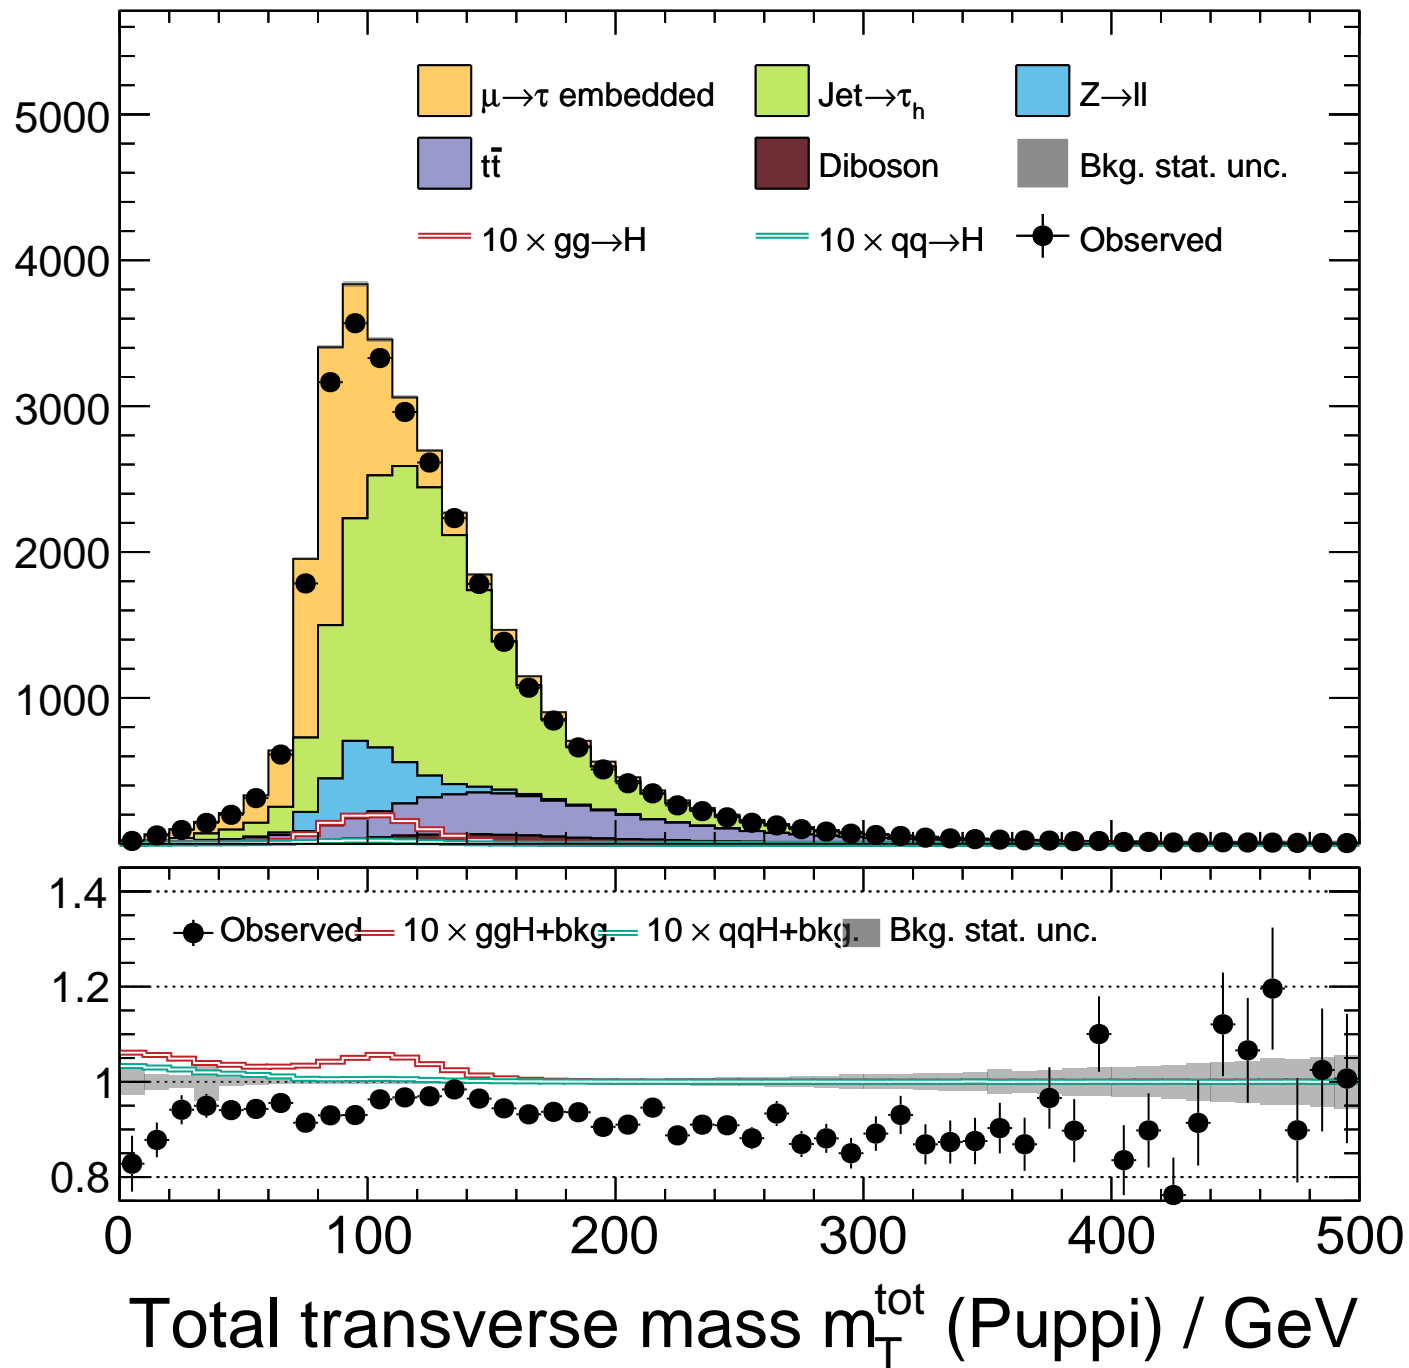 μ→τ embedded Jet→τh Z→ll
tt̄ Diboson Bkg. stat. unc.
10 × gg→H 10 × qq→H Observed
5000
4000
3000
2000
1000
Observed 10 × ggH+bkg. 10 × qqH+bkg. Bkg. stat. unc.
1.4
1.2
1
0.8
0 100 200 300 400 500
Total transverse mass m_T^tot (Puppi) / GeV